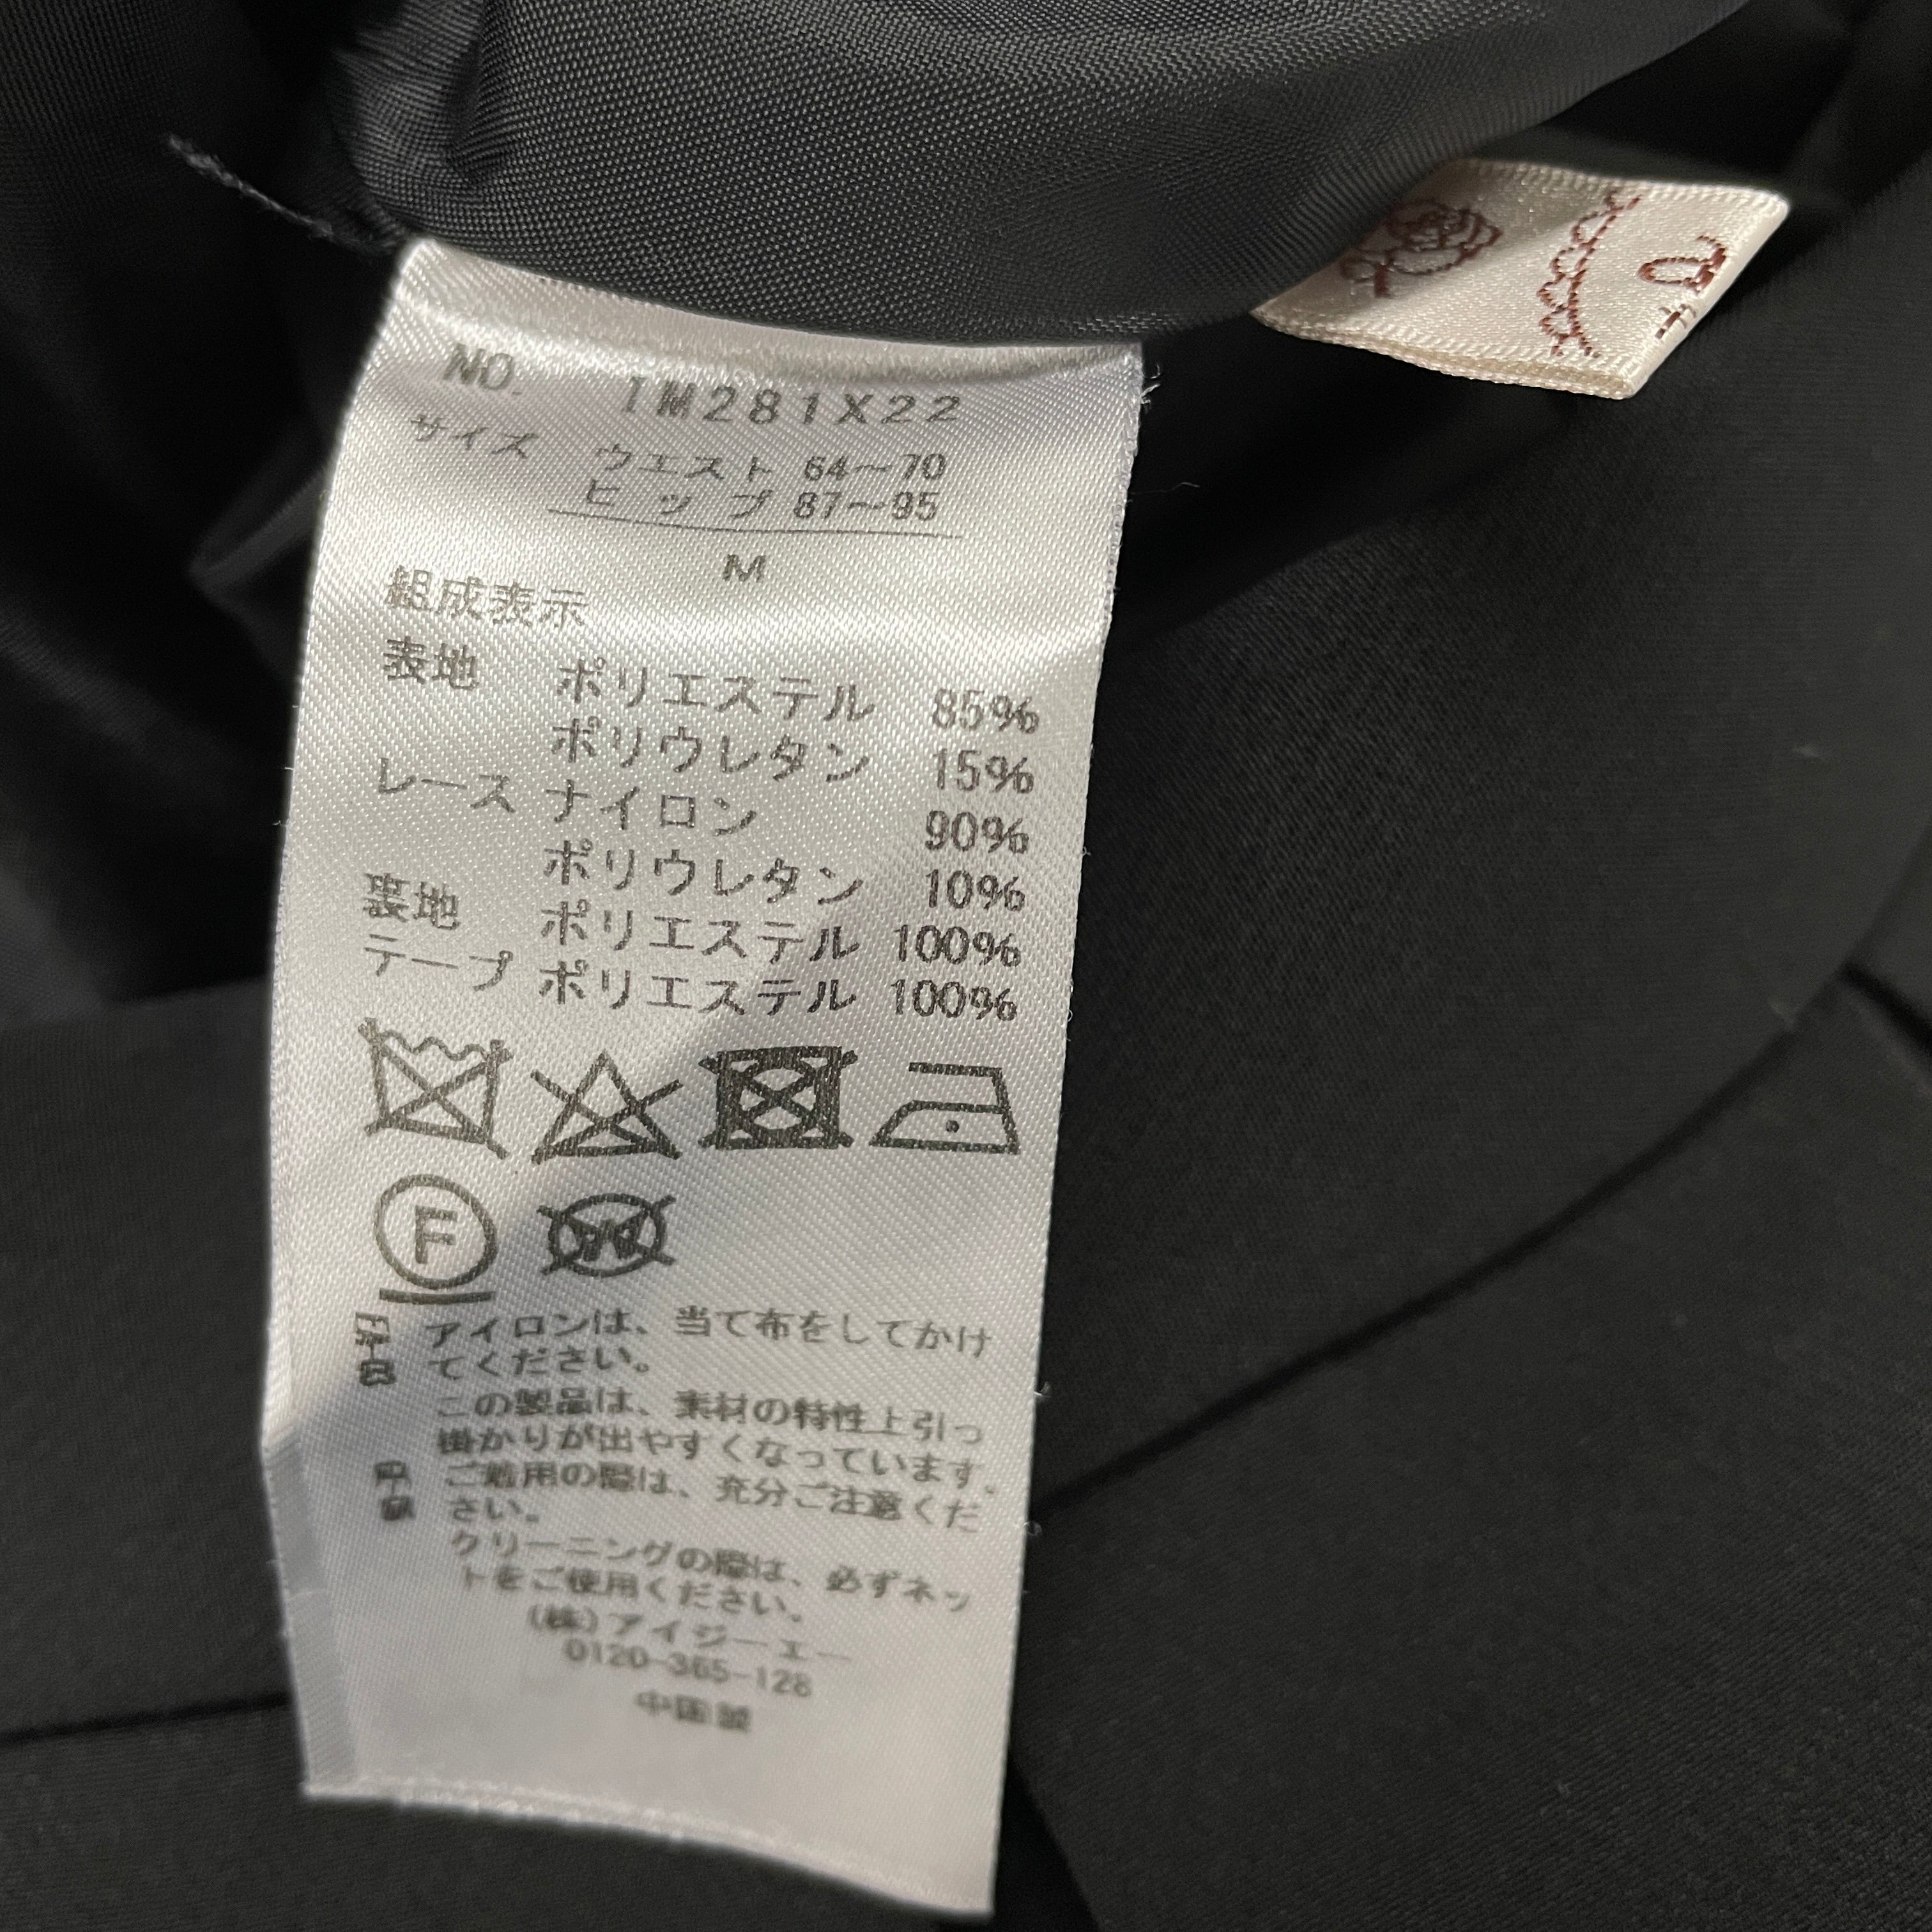 NO. IM281X22
サイズ ウエスト 64～70
ヒップ 87～95
M
組成表示
表地 ポリエステル 85%
ポリウレタン 15%
レース ナイロン 90%
ポリウレタン 10%
裏地 ポリエステル 100%
テープ ポリエステル 100%
F
W
アイロンは、当て布をしてかけ
てください。
この製品は、素材の特性上引っ
掛かりが出やすくなっています。
ご着用の際は、充分ご注意くだ
さい。
クリーニングの際は、必ずネッ
トをご使用ください。
(株)アイジーエー
0120-365-128
中国製